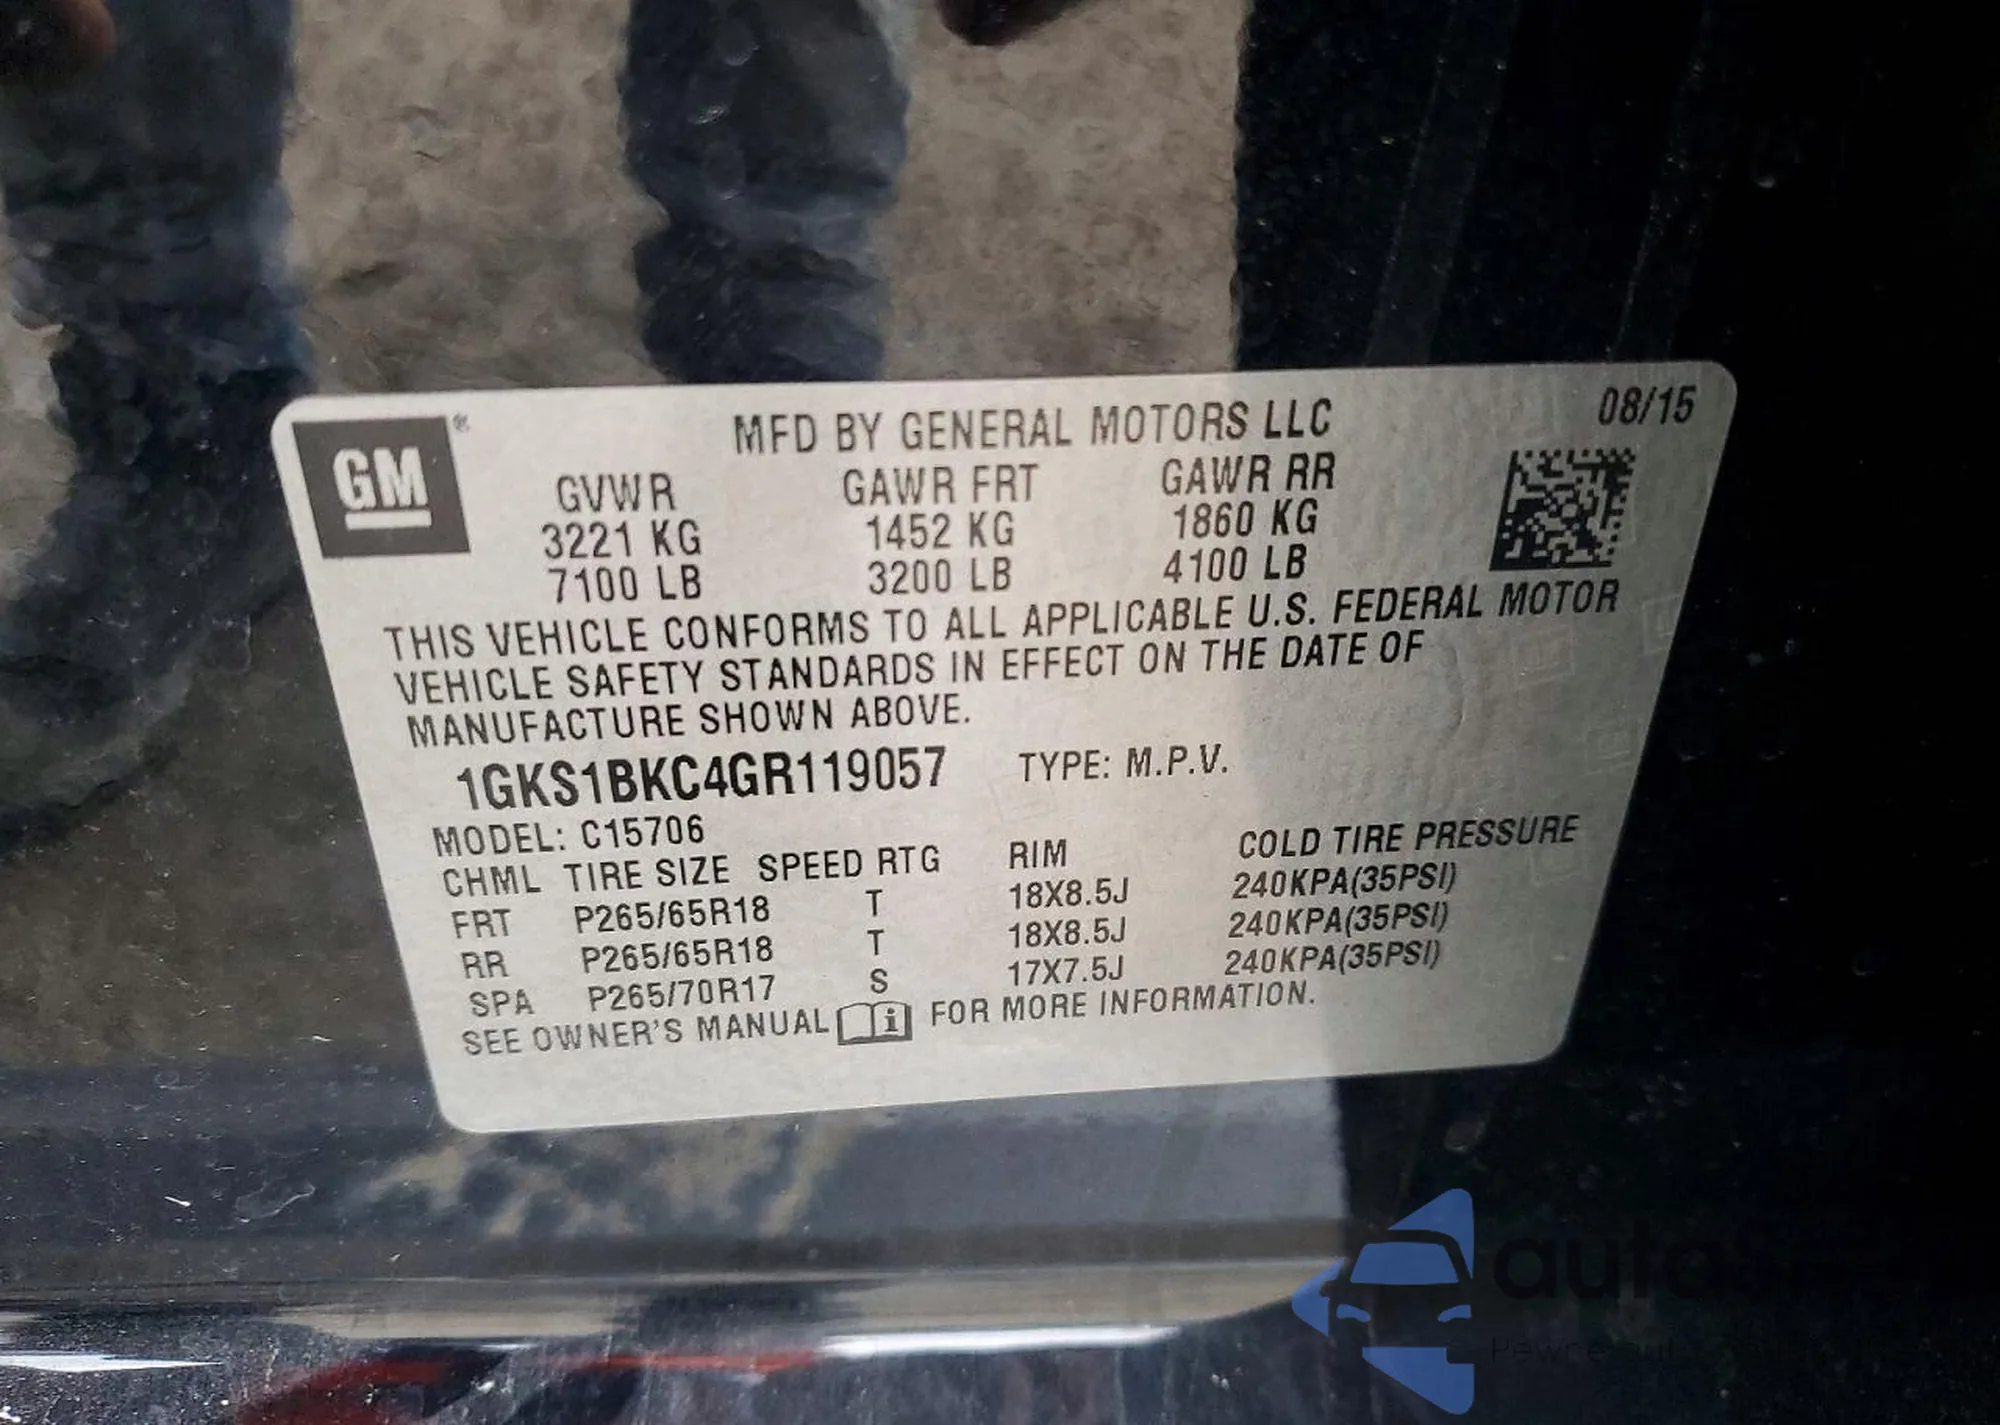 GM ®
MFD BY GENERAL MOTORS LLC 08/15
GVWR GAWR FRT GAWR RR
3221 KG 1452 KG 1860 KG
7100 LB 3200 LB 4100 LB
THIS VEHICLE CONFORMS TO ALL APPLICABLE U.S. FEDERAL MOTOR
VEHICLE SAFETY STANDARDS IN EFFECT ON THE DATE OF
MANUFACTURE SHOWN ABOVE.
1GKS1BKC4GR119057 TYPE: M.P.V.
MODEL: C15706
CHML TIRE SIZE SPEED RTG RIM COLD TIRE PRESSURE
FRT P265/65R18 T 18X8.5J 240KPA(35PSI)
RR P265/65R18 T 18X8.5J 240KPA(35PSI)
SPA P265/70R17 S 17X7.5J 240KPA(35PSI)
SEE OWNER'S MANUAL i FOR MORE INFORMATION.